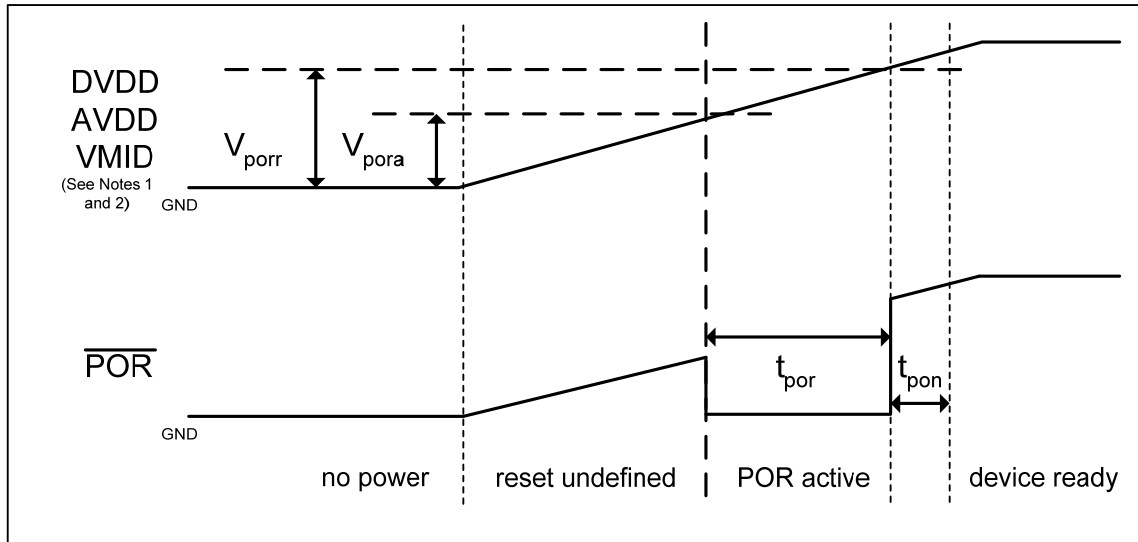 DVDD
AVDD
VMID
(See Notes 1
and 2)
GND
Vporr
Vpora
POR
GND
tpor
tpon
no power
reset undefined
POR active
device ready